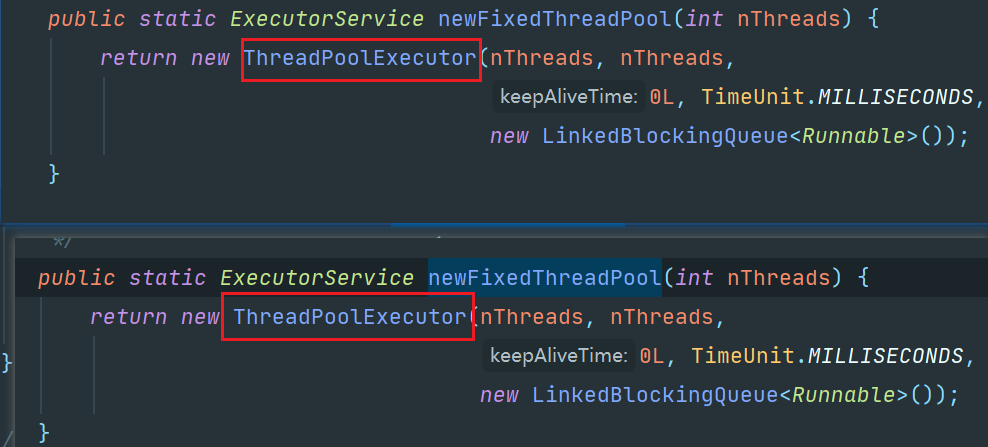 public static ExecutorService newFixedThreadPool(int nThreads) {
return new ThreadPoolExecutor(nThreads, nThreads,
keepAliveTime: 0L, TimeUnit.MILLISECONDS,
new LinkedBlockingQueue<Runnable>());
}
*/
public static ExecutorService newFixedThreadPool(int nThreads) {
return new ThreadPoolExecutor(nThreads, nThreads,
keepAliveTime: 0L, TimeUnit.MILLISECONDS,
}
new LinkedBlockingQueue<Runnable>());
}
/